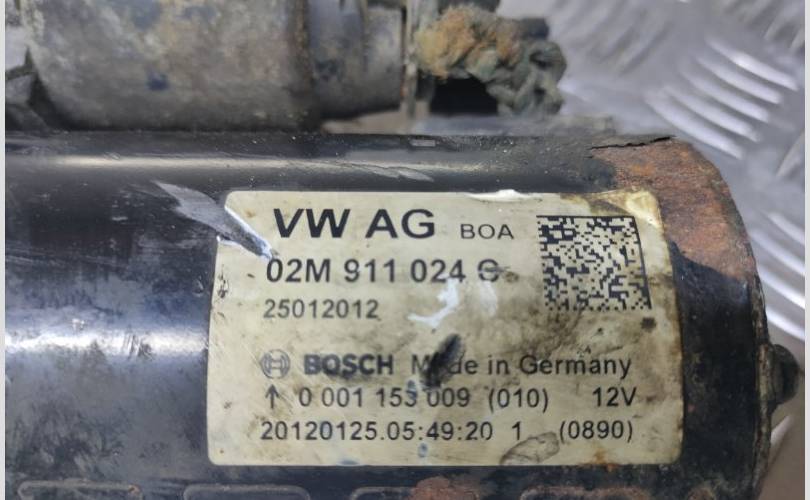 VW AG BOA
02M 911 024
25012012
BOSCH Made in Germany
↑ 0 001 153 009 (010) 12V
20120125.05:49:20 1 (0890)